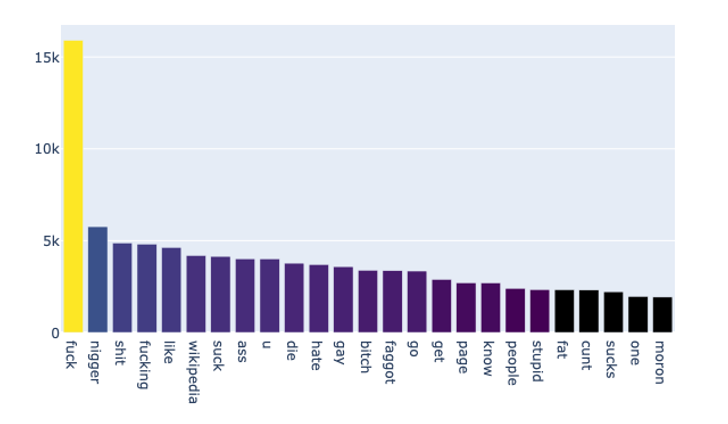 15k
10k
5k
0
fuck
nigger
shit
fucking
like
wikipedia
suck
ass
u
die
hate
gay
bitch
faggot
go
get
page
know
people
stupid
fat
cunt
sucks
one
moron